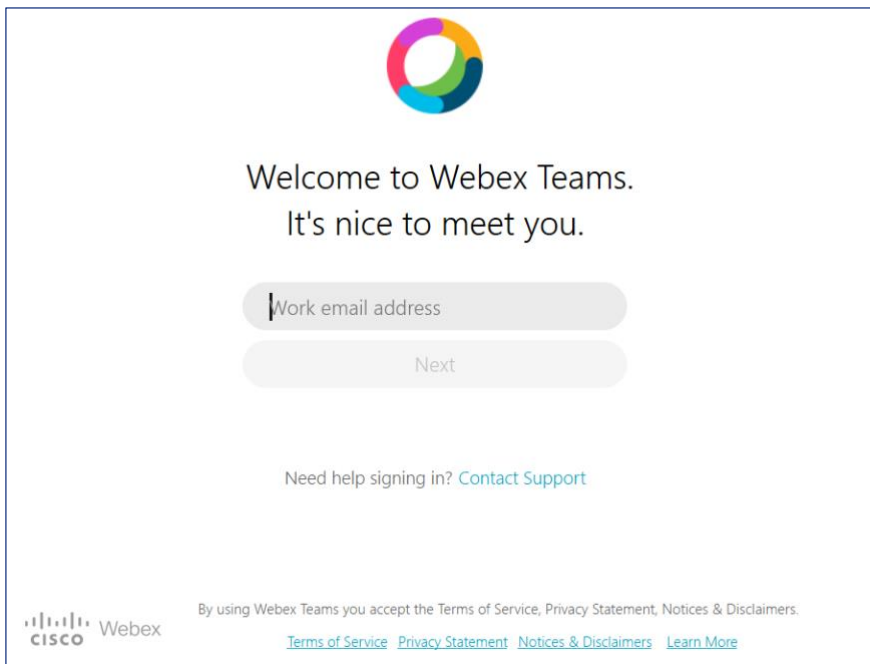 Welcome to Webex Teams.
It's nice to meet you.
Work email address
Next
Need help signing in? Contact Support
By using Webex Teams you accept the Terms of Service, Privacy Statement, Notices & Disclaimers.
CISCO Webex
Terms of Service Privacy Statement Notices & Disclaimers Learn More